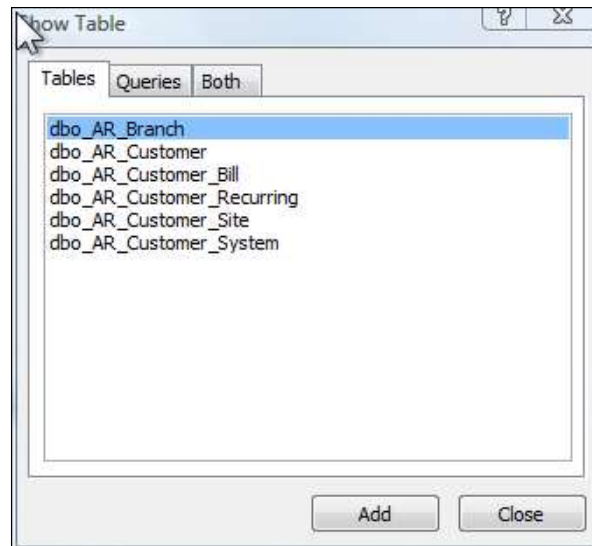 how Table
Tables Queries Both
dbo_AR_Branch
dbo_AR_Customer
dbo_AR_Customer_Bill
dbo_AR_Customer_Recurring
dbo_AR_Customer_Site
dbo_AR_Customer_System
Add Close